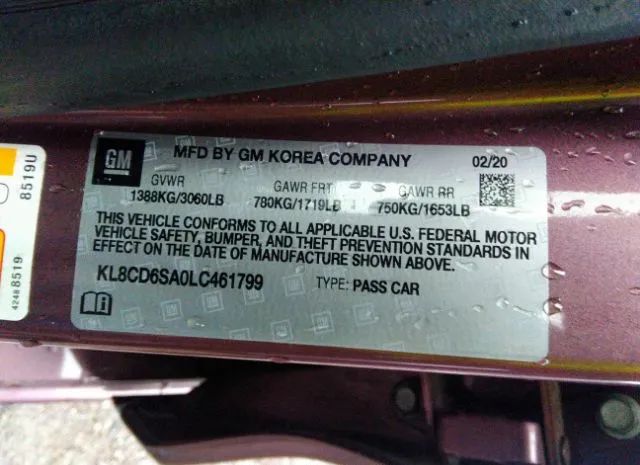 GM
MFD BY GM KOREA COMPANY
02/20
GVWR
GAWR FRT
GAWR RR
1388KG/3060LB
780KG/1719LB
750KG/1653LB
THIS VEHICLE CONFORMS TO ALL APPLICABLE U.S. FEDERAL MOTOR
VEHICLE SAFETY, BUMPER, AND THEFT PREVENTION STANDARDS IN
EFFECT ON THE DATE OF MANUFACTURE SHOWN ABOVE.
KL8CD6SA0LC461799
TYPE: PASS CAR
8519U
42488519